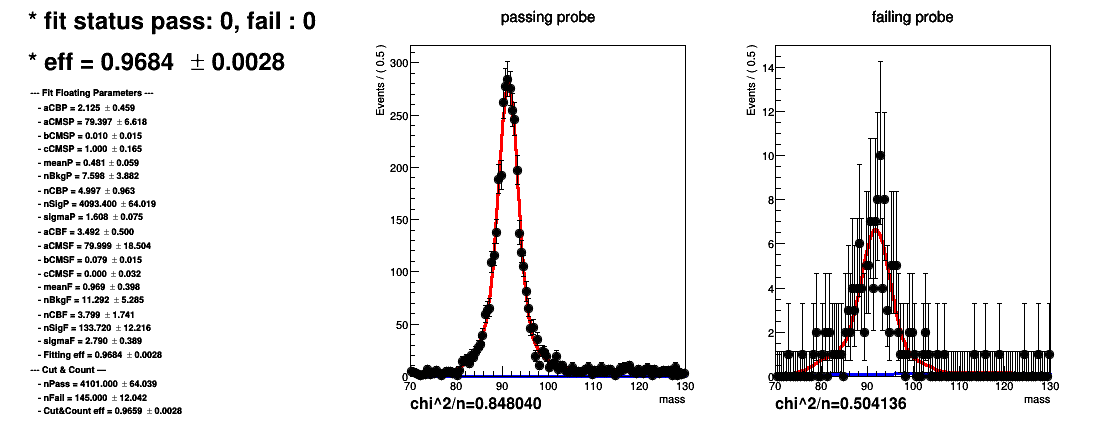 * fit status pass: 0, fail : 0
* eff = 0.9684 ± 0.0028
--- Fit Floating Parameters ---
- aCBP = 2.125 ± 0.459
- aCMSP = 79.397 ± 6.618
- bCMSP = 0.010 ± 0.015
- cCMSP = 1.000 ± 0.165
- meanP = 0.481 ± 0.059
- nBkgP = 7.598 ± 3.882
- nCBP = 4.997 ± 0.963
- nSigP = 4093.400 ± 64.019
- sigmaP = 1.608 ± 0.075
- aCBF = 3.492 ± 0.500
- aCMSF = 79.999 ± 18.504
- bCMSF = 0.079 ± 0.015
- cCMSF = 0.000 ± 0.032
- meanF = 0.969 ± 0.398
- nBkgF = 11.292 ± 5.285
- nCBF = 3.799 ± 1.741
- nSigF = 133.720 ± 12.216
- sigmaF = 2.790 ± 0.389
- Fitting eff = 0.9684 ± 0.0028
--- Cut & Count ---
- nPass = 4101.000 ± 64.039
- nFail = 145.000 ± 12.042
- Cut&Count eff = 0.9659 ± 0.0028
passing probe
Events / ( 0.5 )
300
250
200
150
100
50
0
70 80 90 100 110 120 130
mass
chi^2/n=0.848040
failing probe
Events / ( 0.5 )
14
12
10
8
6
4
2
0
70 80 90 100 110 120 130
mass
chi^2/n=0.504136